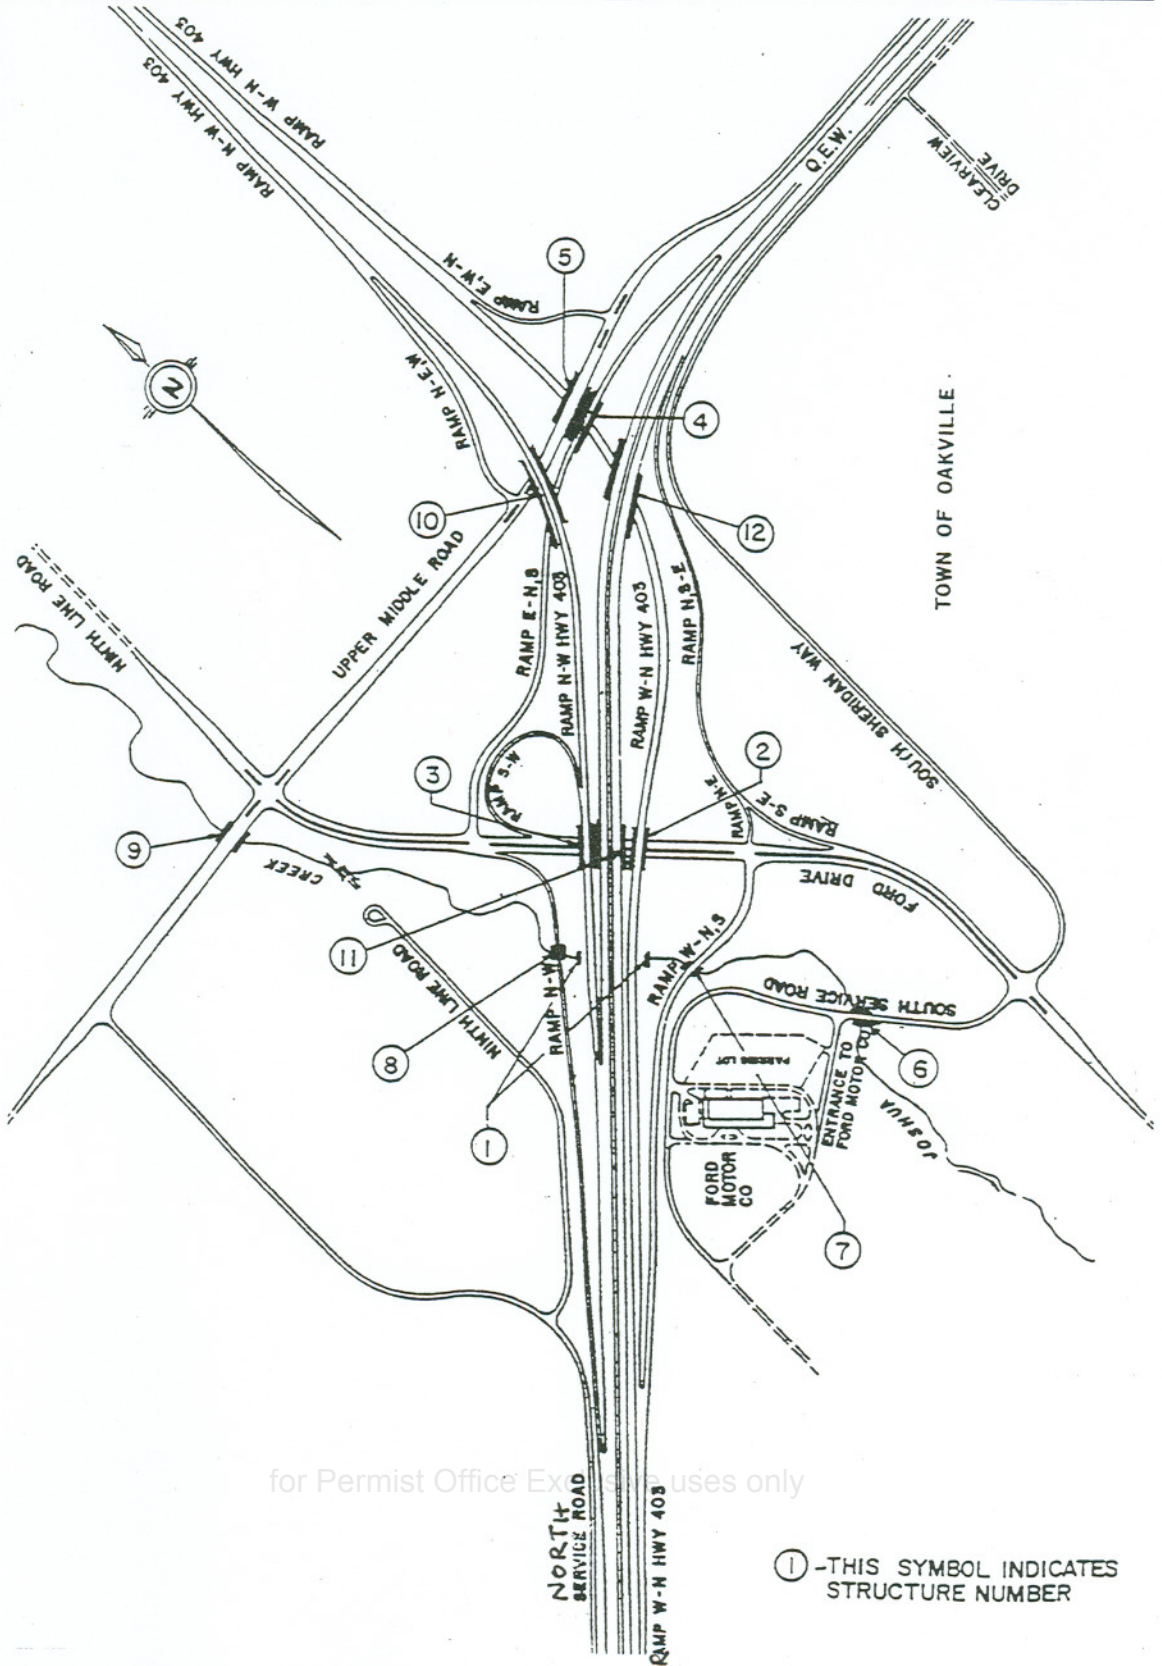 RAMP W-N HWY 403
RAMP N-W HWY 403
Q.E.W.
CLEARVIEW
DRIVE
RAMP E,W-N
5
N
RAMP N-E,W
4
TOWN OF OAKVILLE.
10
12
NINTH LINE ROAD
UPPER MIDDLE ROAD
RAMP E-N,S
RAMP N-W HWY 403
RAMP W-N HWY 403
RAMP N,S-E
SOUTH SHERIDAN WAY
3
RAMP S-W
2
RAMP N-E
RAMP S-E
9
CREEK
FORD DRIVE
11
NINTH LINE ROAD
RAMP N-W
RAMP W-N,S
SOUTH SERVICE ROAD
8
PARKING LOT
ENTRANCE TO
FORD MOTOR CO
6
1
JOSHUA
FORD
MOTOR
CO
7
for Permist Office Exclusive uses only
NORTH
SERVICE ROAD
RAMP W-N HWY 403
1 -THIS SYMBOL INDICATES
STRUCTURE NUMBER